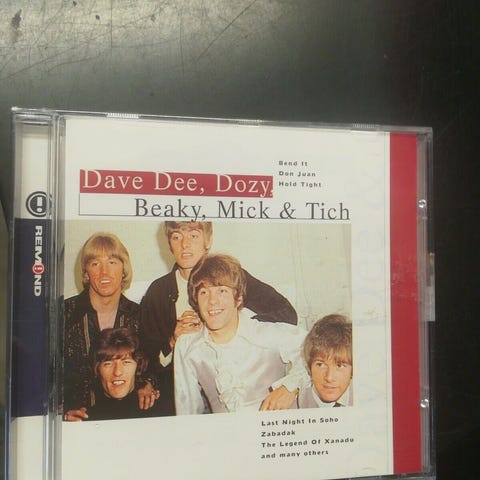 Bend It
Don Juan
Hold Tight
Dave Dee, Dozy,
Beaky, Mick & Tich
REMIND
Last Night In Soho
Zabadak
The Legend Of Xanadu
and many others